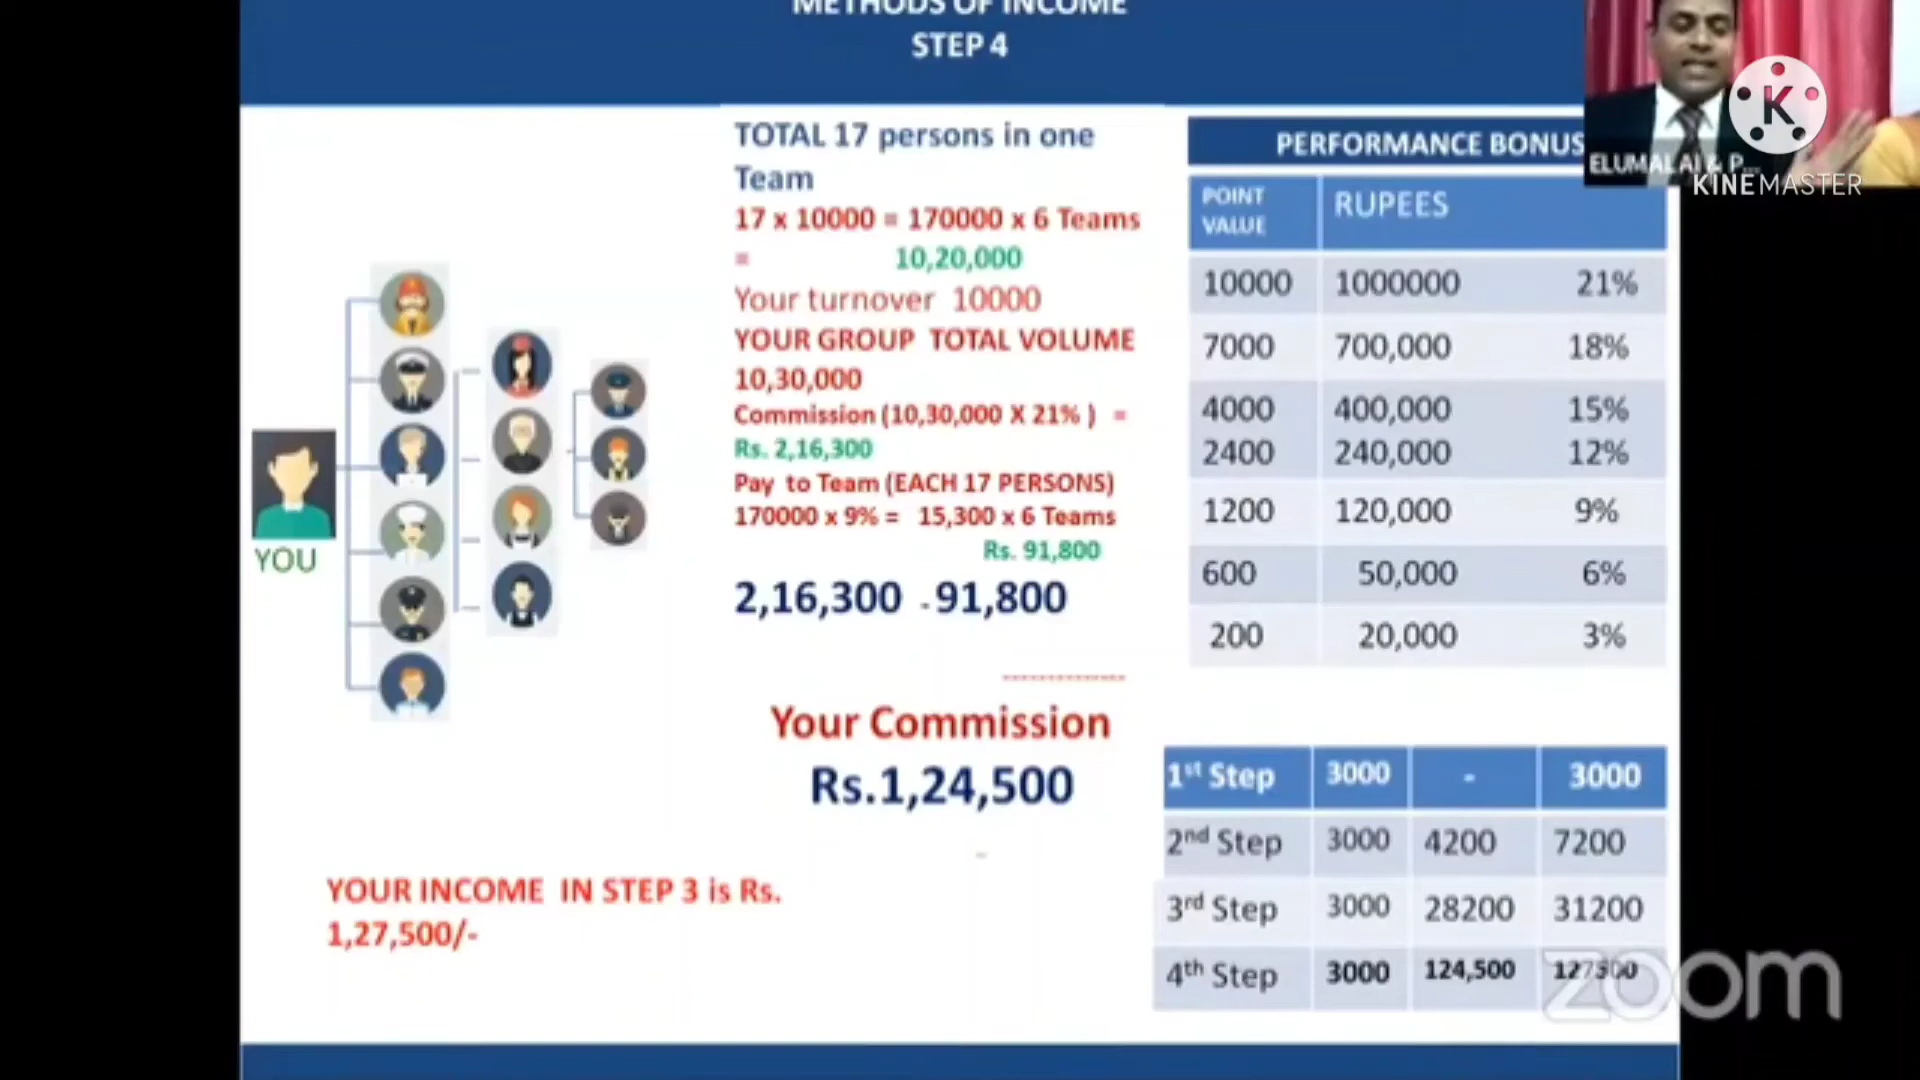 METHODS OF INCOME
STEP 4
TOTAL 17 persons in one
Team
17 x 10000 = 170000 x 6 Teams
= 10,20,000
Your turnover 10000
YOUR GROUP TOTAL VOLUME
10,30,000
Commission (10,30,000 X 21% ) =
Rs. 2,16,300
Pay to Team (EACH 17 PERSONS)
170000 x 9% = 15,300 x 6 Teams
Rs. 91,800
2,16,300 - 91,800
--------------
Your Commission
Rs.1,24,500
YOU
YOUR INCOME IN STEP 3 is Rs.
1,27,500/-
PERFORMANCE BONUS
POINT VALUE RUPEES
10000 1000000 21%
7000 700,000 18%
4000 400,000 15%
2400 240,000 12%
1200 120,000 9%
600 50,000 6%
200 20,000 3%
1st Step 3000 - 3000
2nd Step 3000 4200 7200
3rd Step 3000 28200 31200
4th Step 3000 124,500 127500
ELUMALAI & P...
K
KINEMASTER
zoom